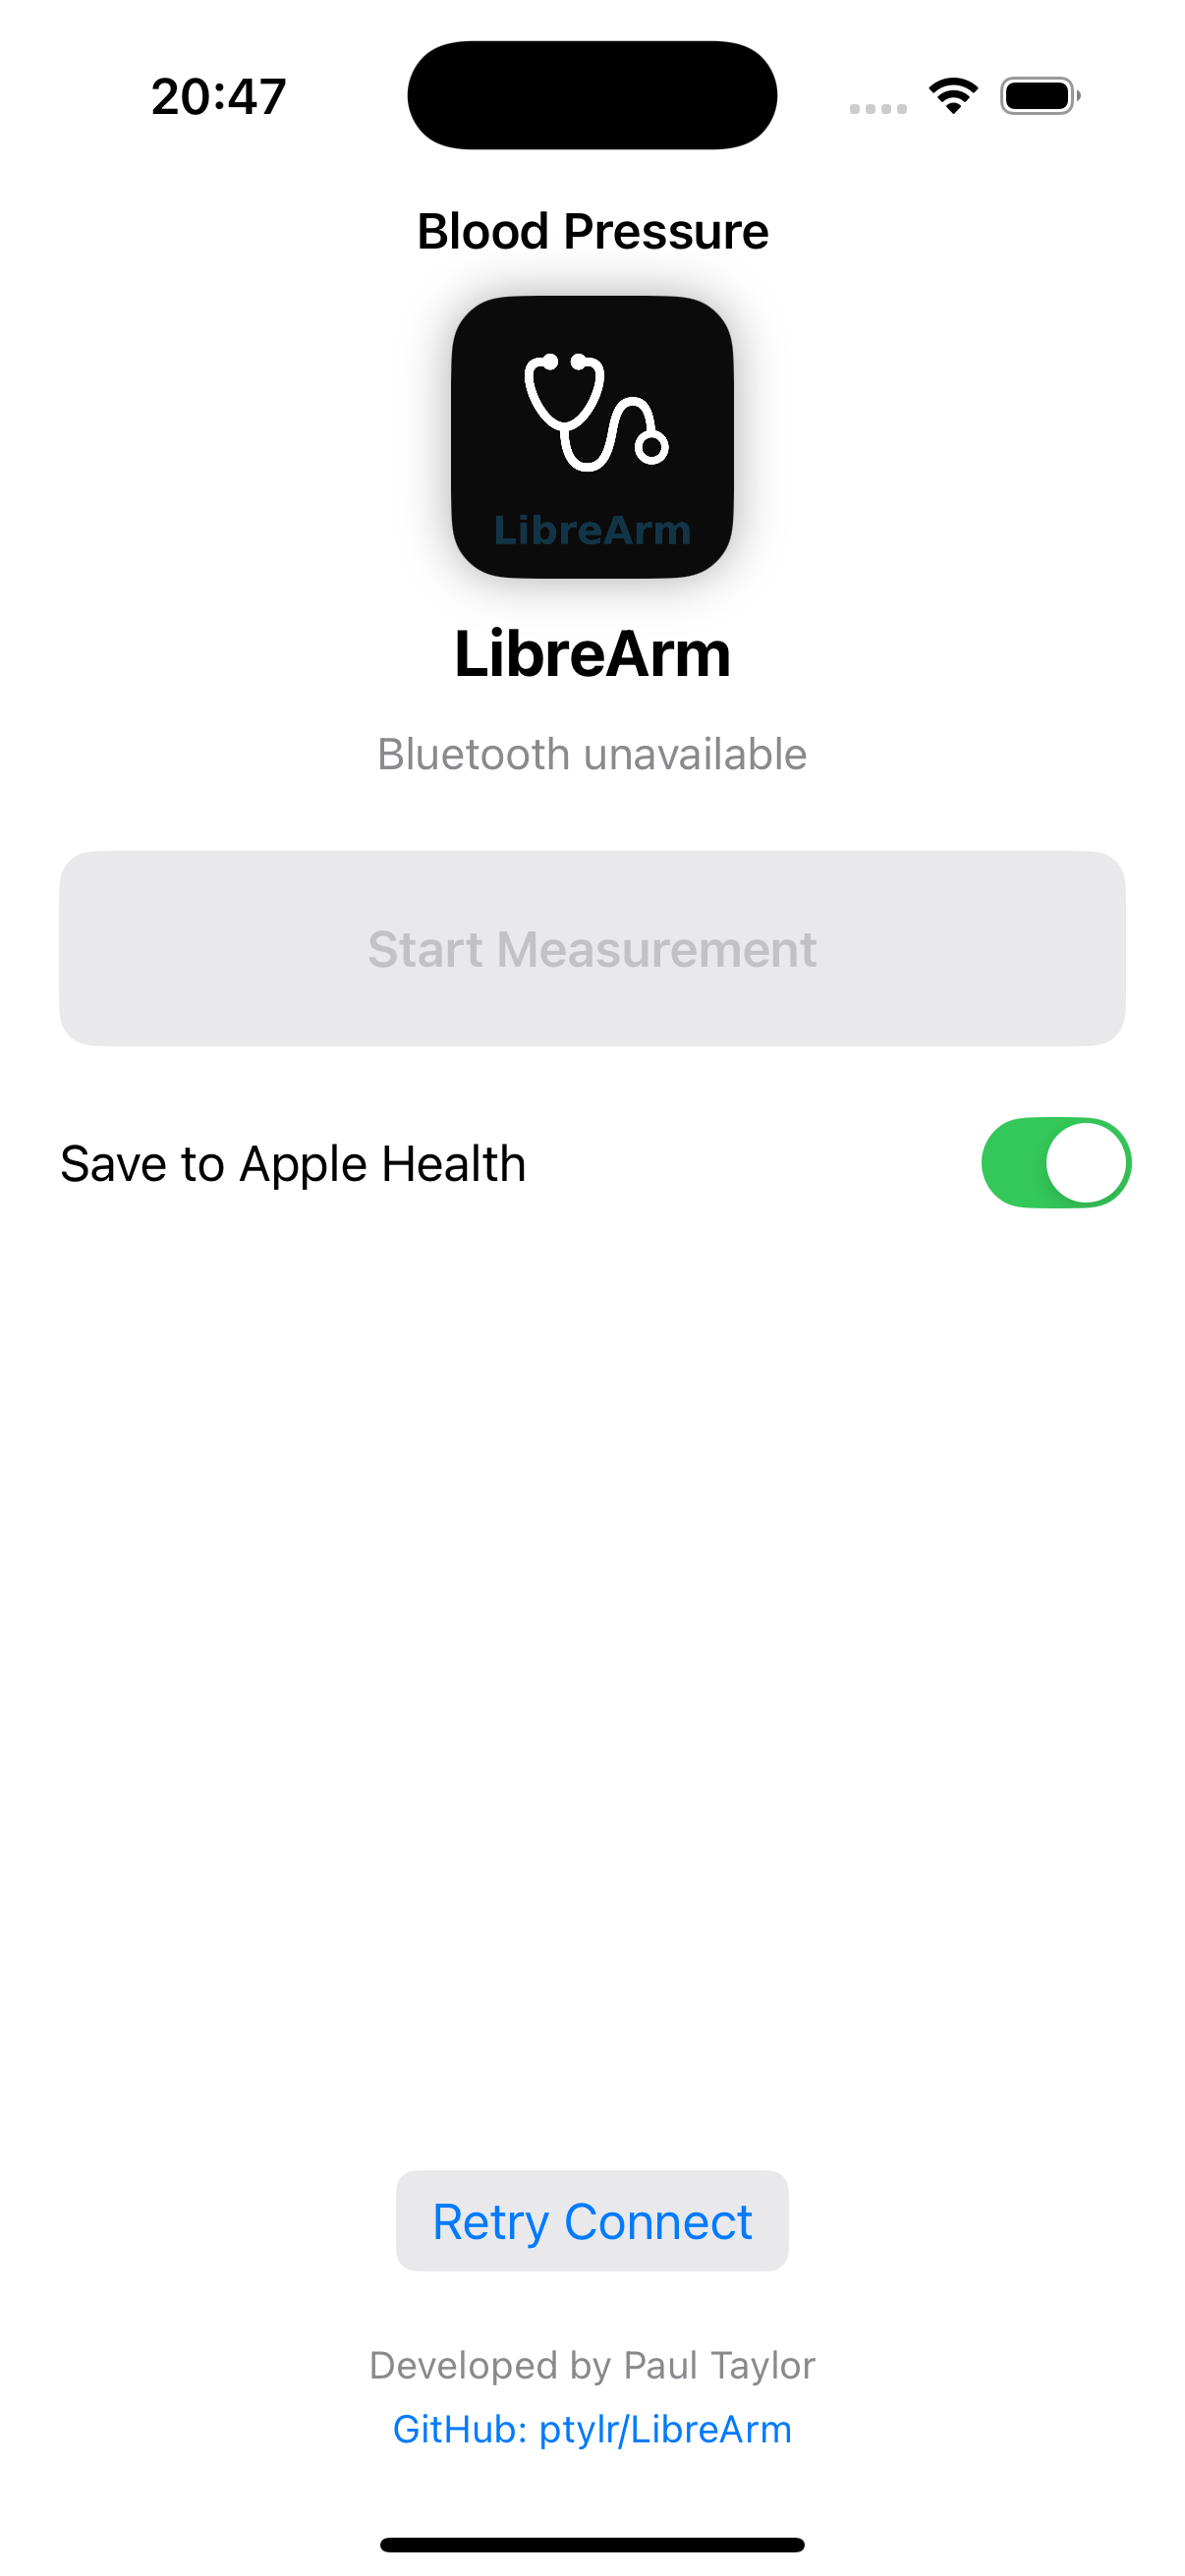 20:47
Blood Pressure
LibreArm
LibreArm
Bluetooth unavailable
Start Measurement
Save to Apple Health
Retry Connect
Developed by Paul Taylor
GitHub: ptylr/LibreArm